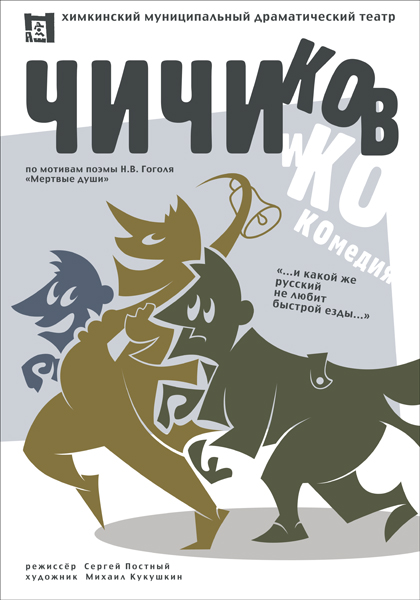 химкинский муниципальный драматический театр
ЧИЧИКОВ
и КО
комедия
по мотивам поэмы Н.В. Гоголя
«Мертвые души»
«...и какой же
русский
не любит
быстрой езды...»
режиссёр Сергей Постный
художник Михаил Кукушкин